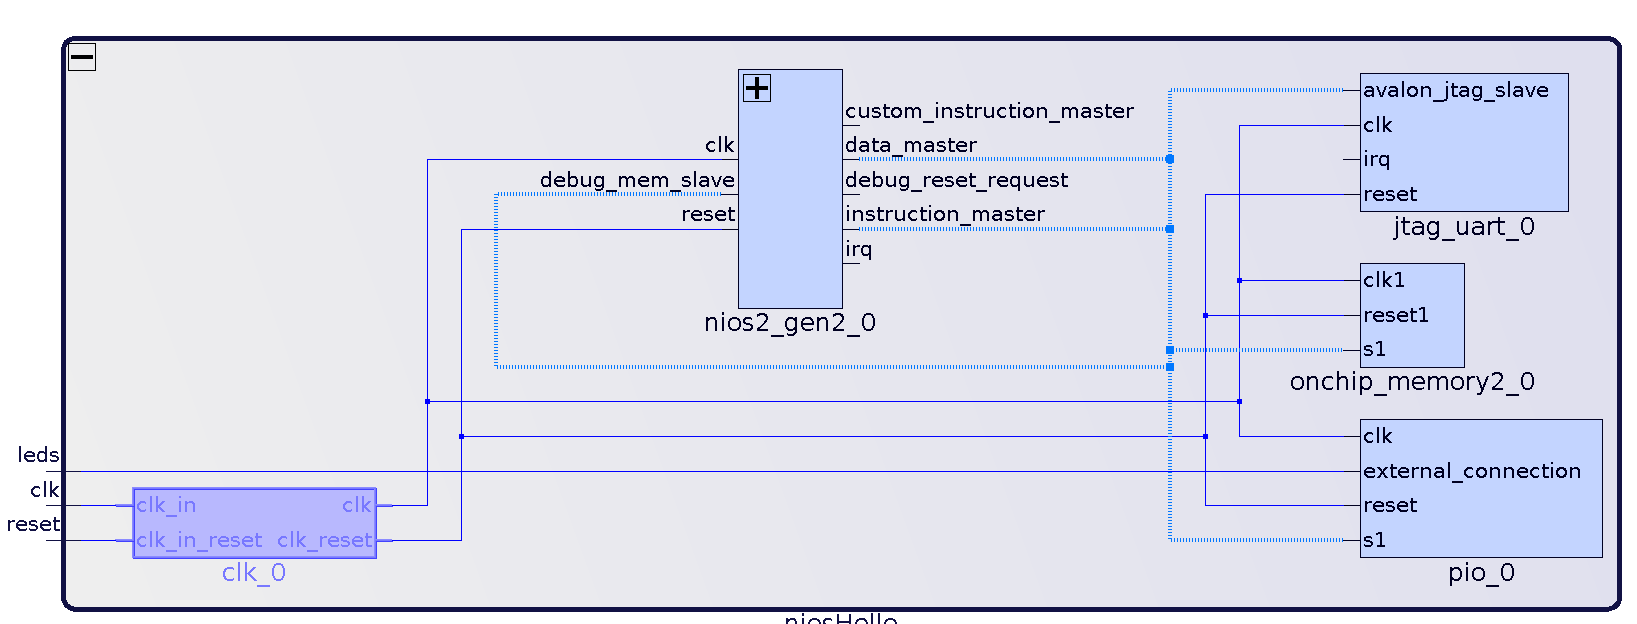 custom_instruction_master
clk
data_master
debug_mem_slave
debug_reset_request
reset
instruction_master
irq
nios2_gen2_0
avalon_jtag_slave
clk
irq
reset
jtag_uart_0
clk1
reset1
s1
onchip_memory2_0
clk
external_connection
reset
s1
pio_0
leds
clk
reset
clk_in clk
clk_in_reset clk_reset
clk_0
niosHello